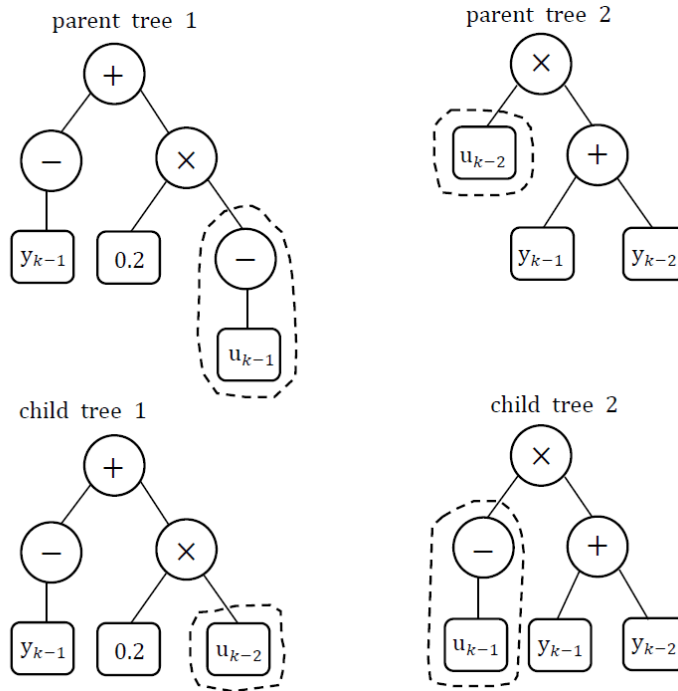 parent tree 1
+
−
×
y_{k−1}
0.2
−
u_{k−1}
parent tree 2
×
u_{k−2}
+
y_{k−1}
y_{k−2}
child tree 1
+
−
×
y_{k−1}
0.2
u_{k−2}
child tree 2
×
−
+
u_{k−1}
y_{k−1}
y_{k−2}